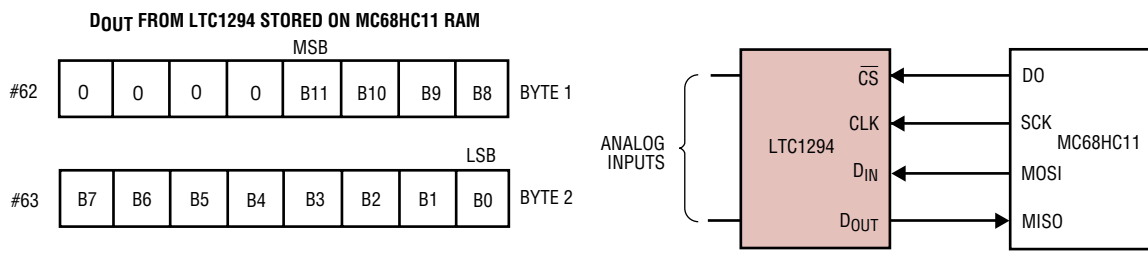 DOUT FROM LTC1294 STORED ON MC68HC11 RAM
MSB
#62 0 0 0 0 B11 B10 B9 B8 BYTE 1
LSB
#63 B7 B6 B5 B4 B3 B2 B1 B0 BYTE 2
ANALOG
INPUTS
LTC1294
CS
CLK
DIN
DOUT
DO
SCK
MC68HC11
MOSI
MISO